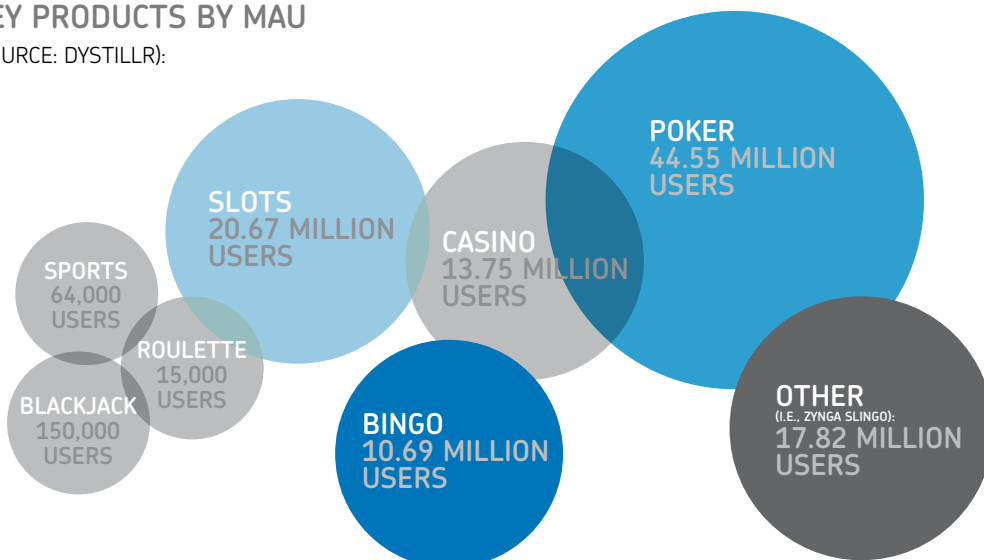 EY PRODUCTS BY MAU
OURCE: DYSTILLR):
POKER
44.55 MILLION
USERS
SLOTS
20.67 MILLION
USERS
CASINO
13.75 MILLION
USERS
SPORTS
64,000
USERS
ROULETTE
15,000
USERS
BLACKJACK
150,000
USERS
BINGO
10.69 MILLION
USERS
OTHER
(I.E., ZYNGA SLINGO):
17.82 MILLION
USERS